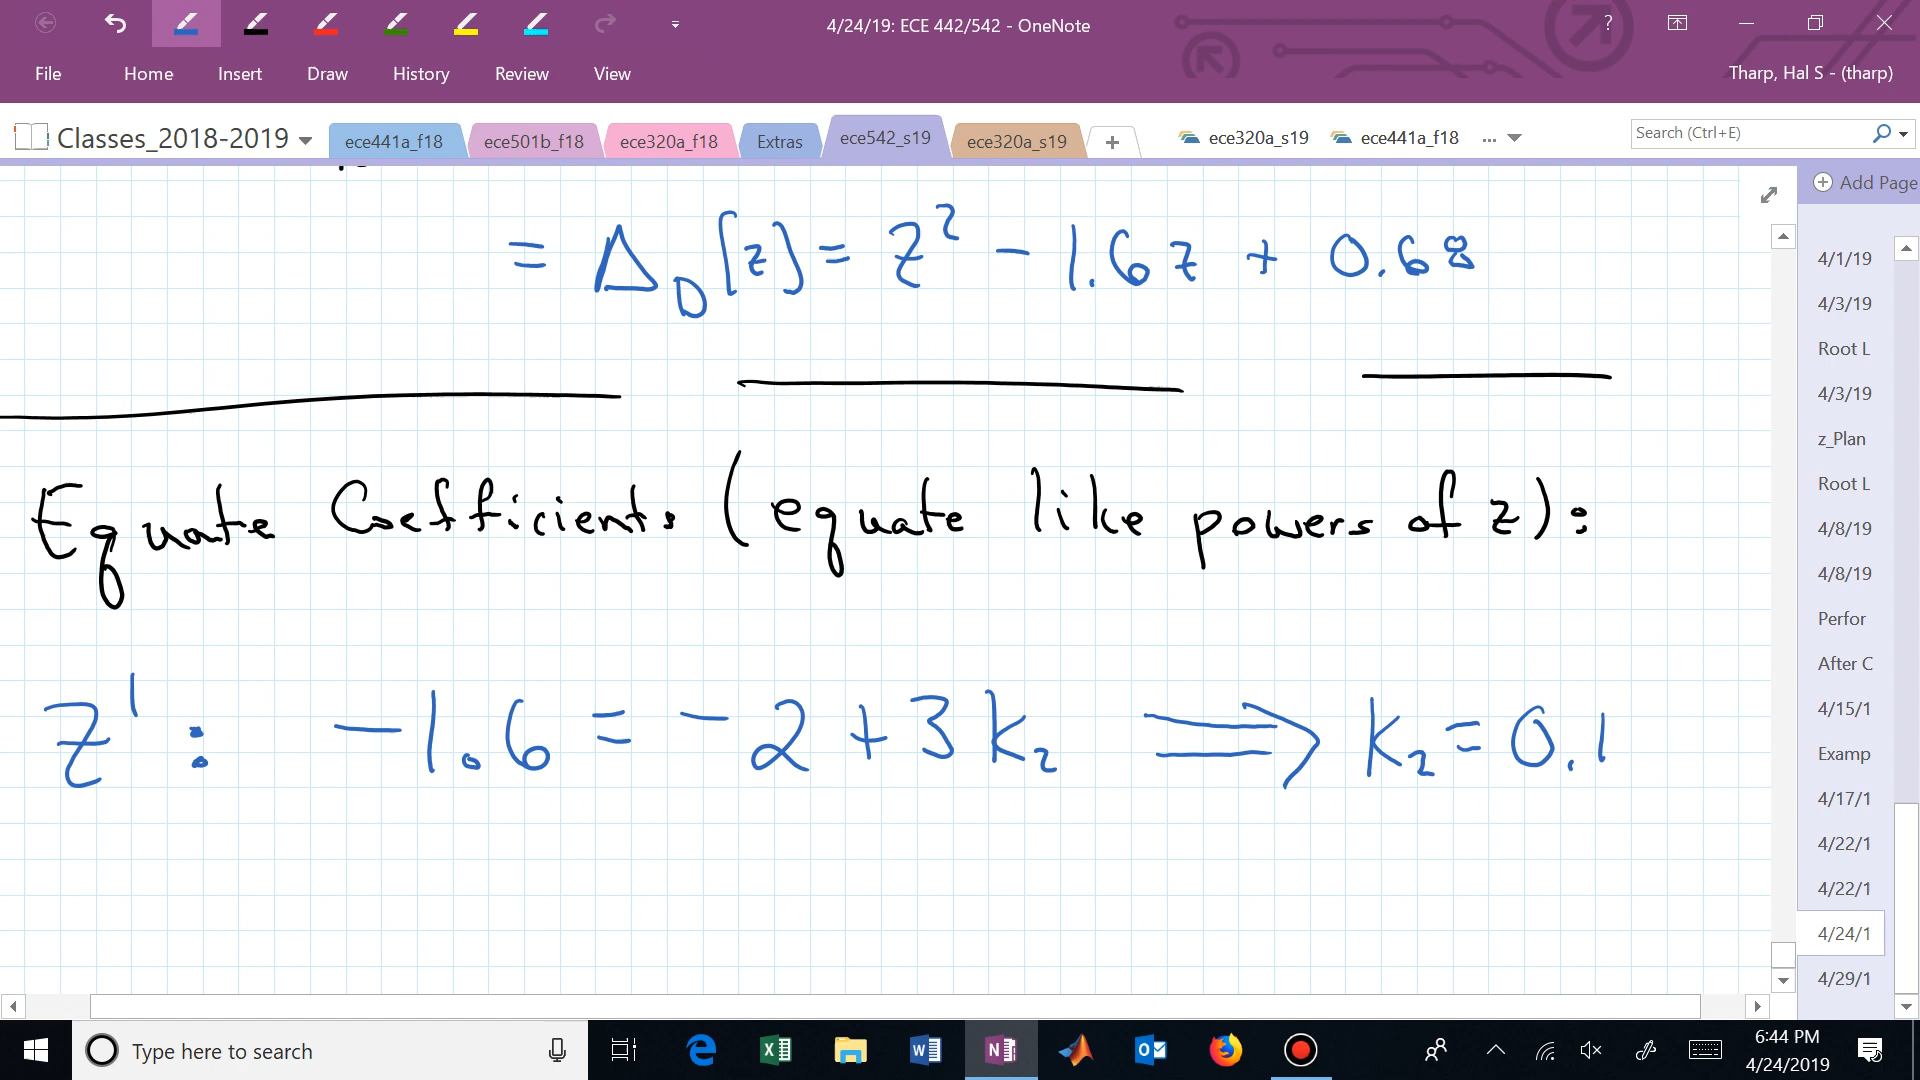 4/24/19: ECE 442/542 - OneNote
?
File Home Insert Draw History Review View
Tharp, Hal S - (tharp)
Classes_2018-2019
ece441a_f18 ece501b_f18 ece320a_f18 Extras ece542_s19 ece320a_s19 + ece320a_s19 ece441a_f18 ...
Search (Ctrl+E)
Add Page
= Δ_D[z] = z² - 1.6z + 0.68
Equate Coefficients (equate like powers of z):
z¹: -1.6 = -2 + 3k₂ ⟹ k₂ = 0.1
4/1/19
4/3/19
Root L
4/3/19
z_Plan
Root L
4/8/19
4/8/19
Perfor
After C
4/15/1
Examp
4/17/1
4/22/1
4/22/1
4/24/1
4/29/1
Type here to search
6:44 PM
4/24/2019